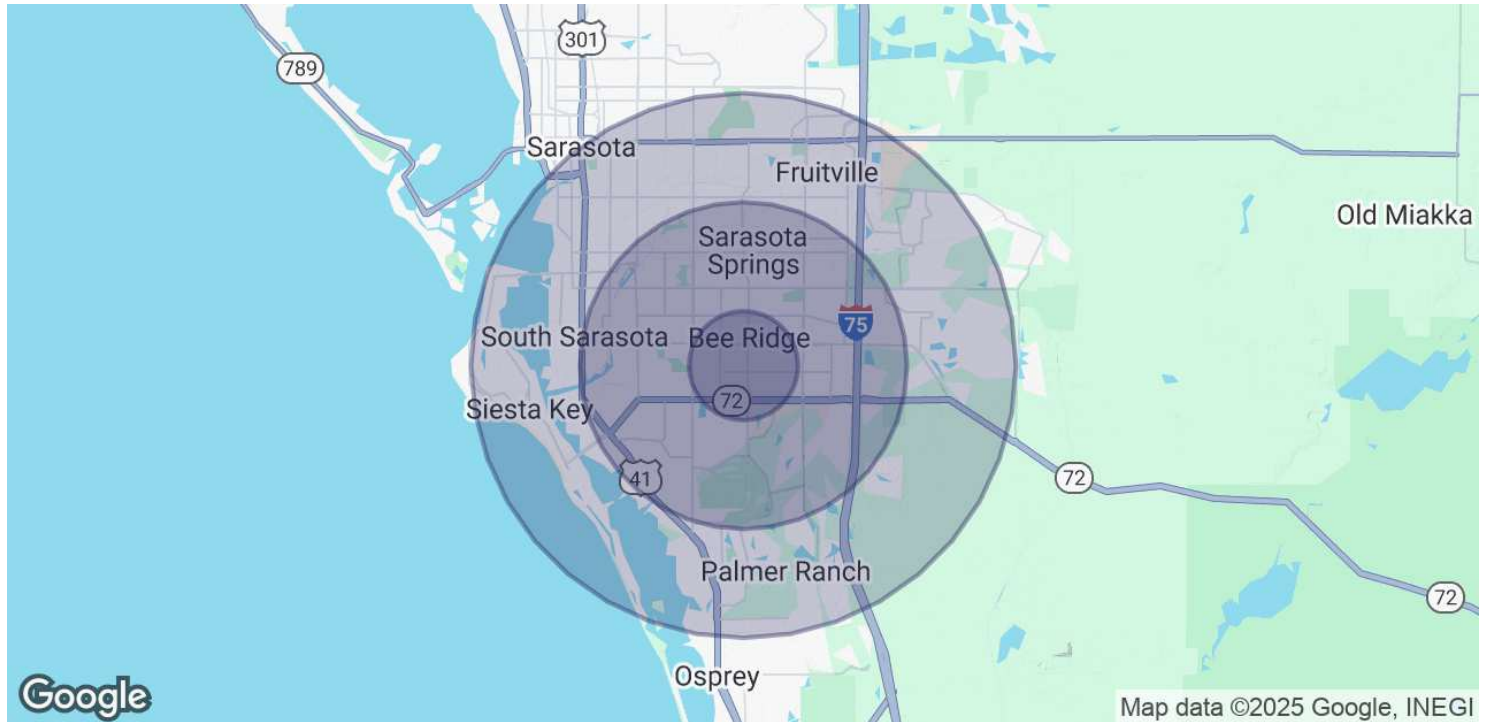 301
789
Sarasota
Fruitville
Old Miakka
Sarasota
Springs
75
South Sarasota
Bee Ridge
72
Siesta Key
41
72
Palmer Ranch
72
Osprey
Google
Map data ©2025 Google, INEGI